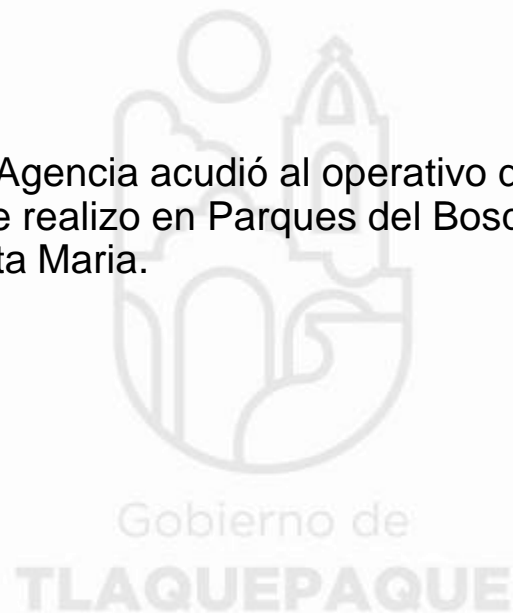 Agencia acudió al operativo
e realizo en Parques del Bosc
ta Maria.
Gobierno de
TLAQUEPAQUE